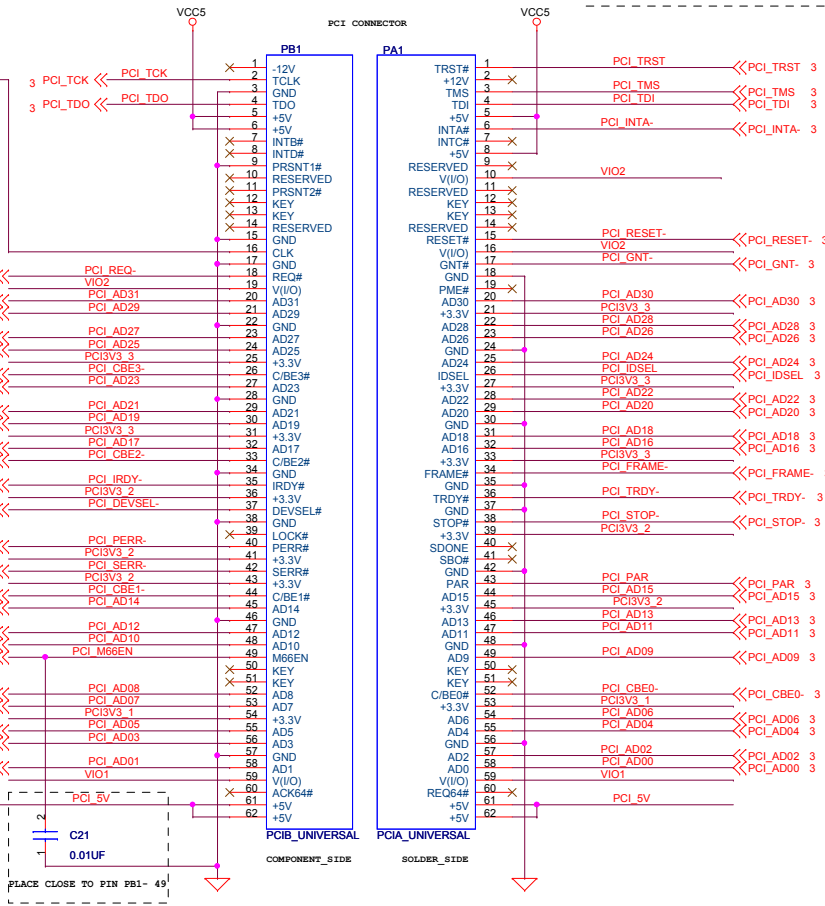 VCC5
PCI CONNECTOR
VCC5
PB1
PA1
3 PCI_TCK PCI_TCK
3 PCI_TDO PCI_TDO
1 -12V
2 TCLK
3 GND
4 TDO
5 +5V
6 +5V
7 INTB#
8 INTD#
9 PRSNT1#
10 RESERVED
11 PRSNT2#
12 KEY
13 KEY
14 RESERVED
15 GND
16 CLK
17 GND
PCI_REQ- 18 REQ#
VIO2 19 V(I/O)
PCI_AD31 20 AD31
PCI_AD29 21 AD29
22 GND
PCI_AD27 23 AD27
PCI_AD25 24 AD25
PCI3V3_3 25 +3.3V
PCI_CBE3- 26 C/BE3#
PCI_AD23 27 AD23
28 GND
PCI_AD21 29 AD21
PCI_AD19 30 AD19
PCI3V3_3 31 +3.3V
PCI_AD17 32 AD17
PCI_CBE2- 33 C/BE2#
34 GND
PCI_IRDY- 35 IRDY#
PCI3V3_2 36 +3.3V
PCI_DEVSEL- 37 DEVSEL#
38 GND
39 LOCK#
PCI_PERR- 40 PERR#
PCI3V3_2 41 +3.3V
PCI_SERR- 42 SERR#
PCI3V3_2 43 +3.3V
PCI_CBE1- 44 C/BE1#
PCI_AD14 45 AD14
46 GND
PCI_AD12 47 AD12
PCI_AD10 48 AD10
PCI_M66EN 49 M66EN
50 KEY
51 KEY
PCI_AD08 52 AD8
PCI_AD07 53 AD7
PCI3V3_1 54 +3.3V
PCI_AD05 55 AD5
PCI_AD03 56 AD3
57 GND
PCI_AD01 58 AD1
VIO1 59 V(I/O)
60 ACK64#
PCI_5V 61 +5V
62 +5V
PCIB_UNIVERSAL
COMPONENT_SIDE
TRST# 1 PCI_TRST PCI_TRST 3
+12V 2
TMS 3 PCI_TMS PCI_TMS 3
TDI 4 PCI_TDI PCI_TDI 3
+5V 5
INTA# 6 PCI_INTA- PCI_INTA- 3
INTC# 7
+5V 8
RESERVED 9
V(I/O) 10 VIO2
RESERVED 11
KEY 12
KEY 13
RESERVED 14
RESET# 15 PCI_RESET- PCI_RESET- 3
V(I/O) 16 VIO2
GNT# 17 PCI_GNT- PCI_GNT- 3
GND 18
PME# 19
AD30 20 PCI_AD30 PCI_AD30 3
+3.3V 21 PCI3V3_3
AD28 22 PCI_AD28 PCI_AD28 3
AD26 23 PCI_AD26 PCI_AD26 3
GND 24
AD24 25 PCI_AD24 PCI_AD24 3
IDSEL 26 PCI_IDSEL PCI_IDSEL 3
+3.3V 27 PCI3V3_3
AD22 28 PCI_AD22 PCI_AD22 3
AD20 29 PCI_AD20 PCI_AD20 3
GND 30
AD18 31 PCI_AD18 PCI_AD18 3
AD16 32 PCI_AD16 PCI_AD16 3
+3.3V 33 PCI3V3_3
FRAME# 34 PCI_FRAME- PCI_FRAME-
GND 35
TRDY# 36 PCI_TRDY- PCI_TRDY- 3
GND 37
STOP# 38 PCI_STOP- PCI_STOP- 3
+3.3V 39 PCI3V3_2
SDONE 40
SBO# 41
GND 42
PAR 43 PCI_PAR PCI_PAR 3
AD15 44 PCI_AD15 PCI_AD15 3
+3.3V 45 PCI3V3_2
AD13 46 PCI_AD13 PCI_AD13 3
AD11 47 PCI_AD11 PCI_AD11 3
GND 48
AD9 49 PCI_AD09 PCI_AD09 3
KEY 50
KEY 51
C/BE0# 52 PCI_CBE0- PCI_CBE0- 3
+3.3V 53 PCI3V3_1
AD6 54 PCI_AD06 PCI_AD06 3
AD4 55 PCI_AD04 PCI_AD04 3
GND 56
AD2 57 PCI_AD02 PCI_AD02 3
AD0 58 PCI_AD00 PCI_AD00 3
V(I/O) 59 VIO1
REQ64# 60
+5V 61 PCI_5V
+5V 62
PCIA_UNIVERSAL
SOLDER_SIDE
2
C21
1
0.01UF
PLACE CLOSE TO PIN PB1- 49